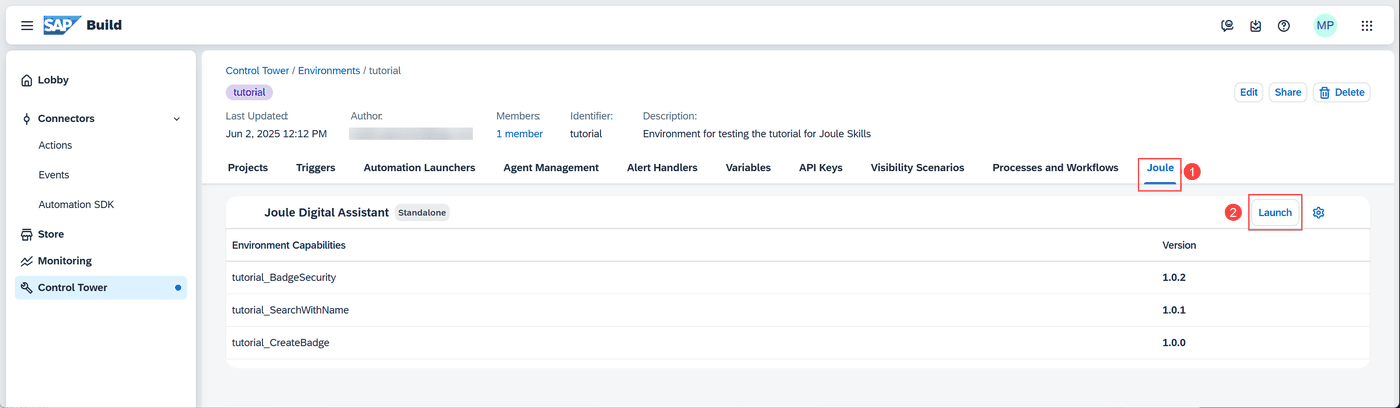 SAP Build
MP
Lobby
Connectors
Actions
Events
Automation SDK
Store
Monitoring
Control Tower
Control Tower / Environments / tutorial
tutorial
Edit Share Delete
Last Updated: Author: Members: Identifier: Description:
Jun 2, 2025 12:12 PM 1 member tutorial Environment for testing the tutorial for Joule Skills
Projects Triggers Automation Launchers Agent Management Alert Handlers Variables API Keys Visibility Scenarios Processes and Workflows Joule 1
Joule Digital Assistant Standalone 2 Launch
Environment Capabilities Version
tutorial_BadgeSecurity 1.0.2
tutorial_SearchWithName 1.0.1
tutorial_CreateBadge 1.0.0